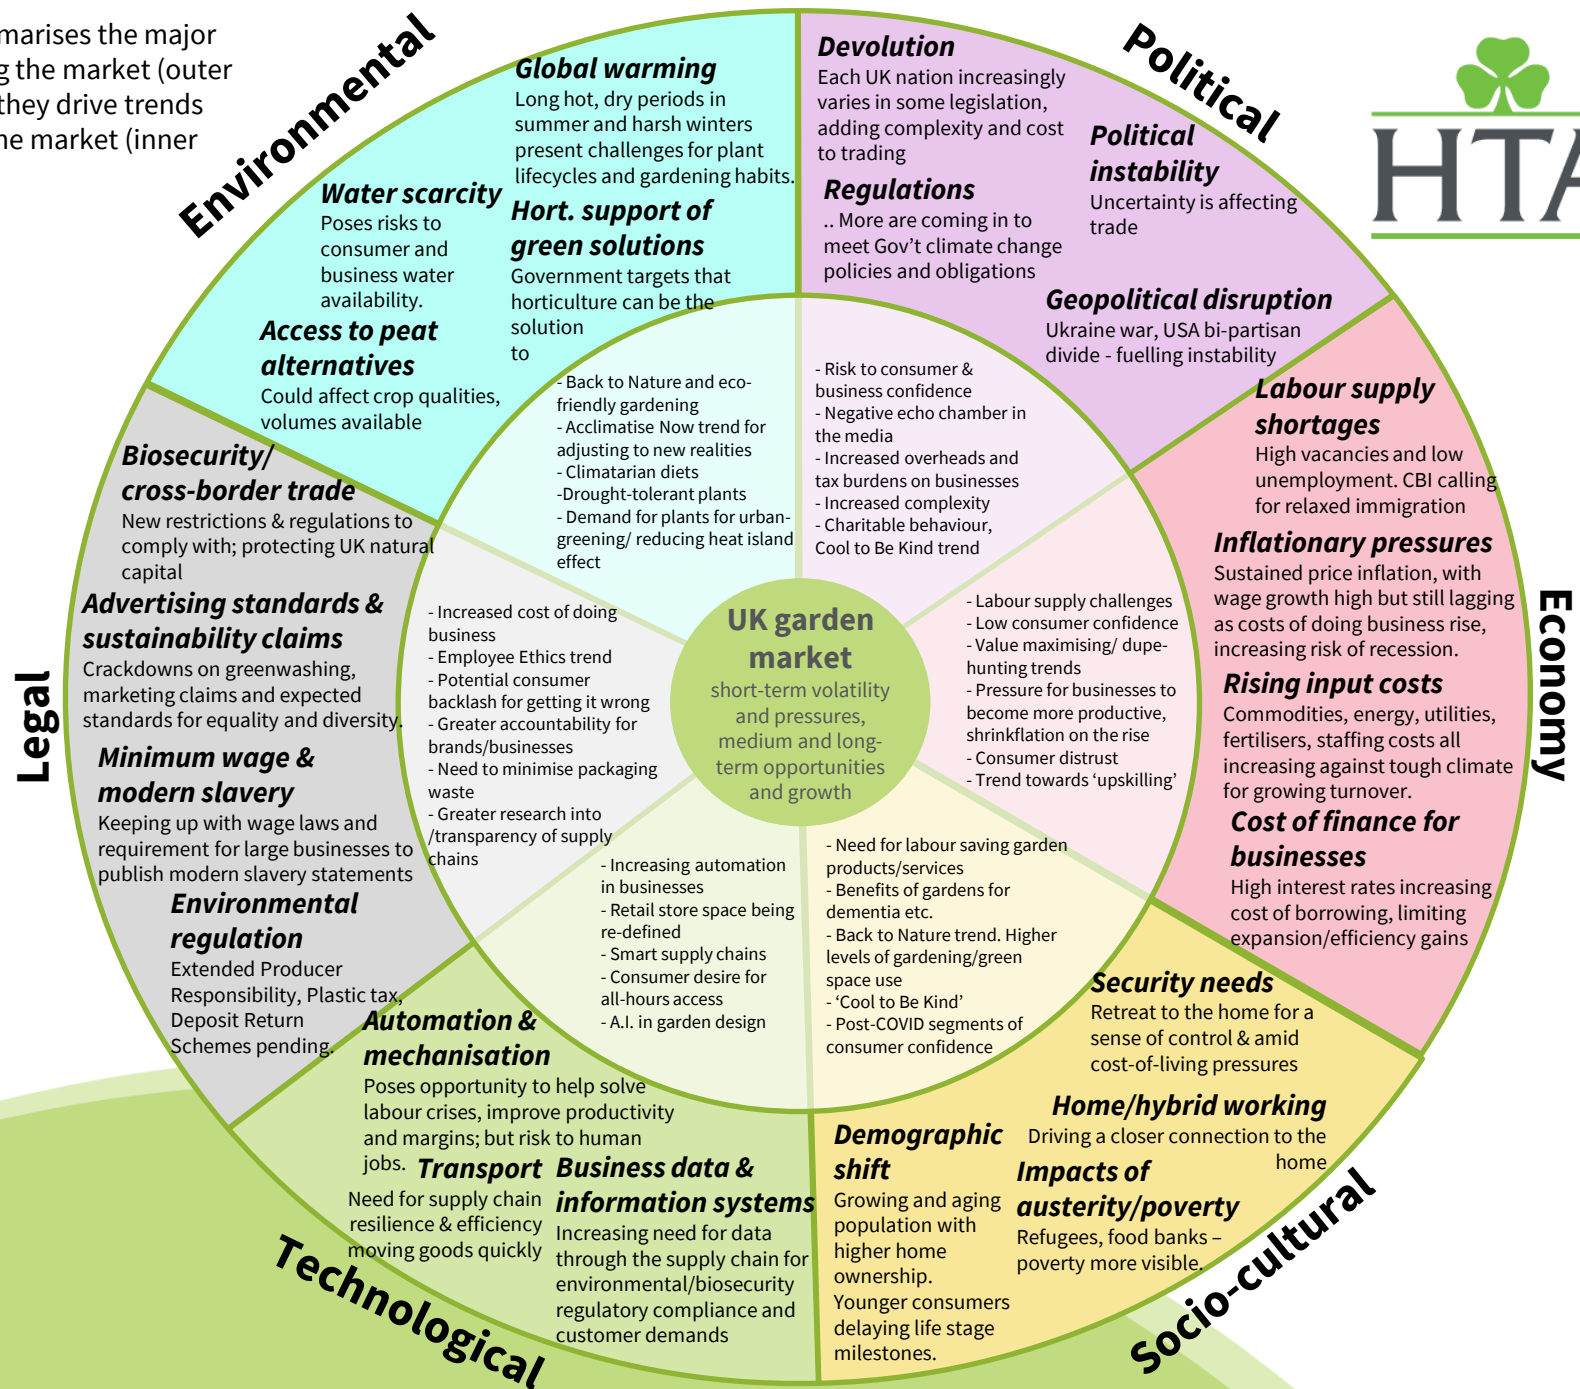 marises the major
g the market (outer
they drive trends
ne market (inner
Environmental
Global warming
Long hot, dry periods in
summer and harsh winters
present challenges for plant
lifecycles and gardening habits.
Water scarcity
Poses risks to
consumer and
business water
availability.
Hort. support of
green solutions
Government targets that
horticulture can be the
solution
to
Access to peat
alternatives
Could affect crop qualities,
volumes available
- Back to Nature and eco-
friendly gardening
- Acclimatise Now trend for
adjusting to new realities
- Climatarian diets
-Drought-tolerant plants
- Demand for plants for urban-
greening/ reducing heat island
effect
Political
Devolution
Each UK nation increasingly
varies in some legislation,
adding complexity and cost
to trading
Political
instability
Uncertainty is affecting
trade
Regulations
.. More are coming in to
meet Gov't climate change
policies and obligations
Geopolitical disruption
Ukraine war, USA bi-partisan
divide - fuelling instability
- Risk to consumer &
business confidence
- Negative echo chamber in
the media
- Increased overheads and
tax burdens on businesses
- Increased complexity
- Charitable behaviour,
Cool to Be Kind trend
HTA
Economy
Labour supply
shortages
High vacancies and low
unemployment. CBI calling
for relaxed immigration
Inflationary pressures
Sustained price inflation, with
wage growth high but still lagging
as costs of doing business rise,
increasing risk of recession.
Rising input costs
Commodities, energy, utilities,
fertilisers, staffing costs all
increasing against tough climate
for growing turnover.
Cost of finance for
businesses
High interest rates increasing
cost of borrowing, limiting
expansion/efficiency gains
- Labour supply challenges
- Low consumer confidence
- Value maximising/ dupe-
hunting trends
- Pressure for businesses to
become more productive,
shrinkflation on the rise
- Consumer distrust
- Trend towards ‘upskilling’
UK garden
market
short-term volatility
and pressures,
medium and long-
term opportunities
and growth
Legal
Biosecurity/
cross-border trade
New restrictions & regulations to
comply with; protecting UK natural
capital
Advertising standards &
sustainability claims
Crackdowns on greenwashing,
marketing claims and expected
standards for equality and diversity.
Minimum wage &
modern slavery
Keeping up with wage laws and
requirement for large businesses to
publish modern slavery statements
Environmental
regulation
Extended Producer
Responsibility, Plastic tax,
Deposit Return
Schemes pending.
- Increased cost of doing
business
- Employee Ethics trend
- Potential consumer
backlash for getting it wrong
- Greater accountability for
brands/businesses
- Need to minimise packaging
waste
- Greater research into
/transparency of supply
chains
Technological
Automation &
mechanisation
Poses opportunity to help solve
labour crises, improve productivity
and margins; but risk to human
jobs.
Transport
Need for supply chain
resilience & efficiency
moving goods quickly
Business data &
information systems
Increasing need for data
through the supply chain for
environmental/biosecurity
regulatory compliance and
customer demands
- Increasing automation
in businesses
- Retail store space being
re-defined
- Smart supply chains
- Consumer desire for
all-hours access
- A.I. in garden design
Socio-cultural
- Need for labour saving garden
products/services
- Benefits of gardens for
dementia etc.
- Back to Nature trend. Higher
levels of gardening/green
space use
- ‘Cool to Be Kind’
- Post-COVID segments of
consumer confidence
Security needs
Retreat to the home for a
sense of control & amid
cost-of-living pressures
Home/hybrid working
Driving a closer connection to the
home
Demographic
shift
Growing and aging
population with
higher home
ownership.
Younger consumers
delaying life stage
milestones.
Impacts of
austerity/poverty
Refugees, food banks –
poverty more visible.